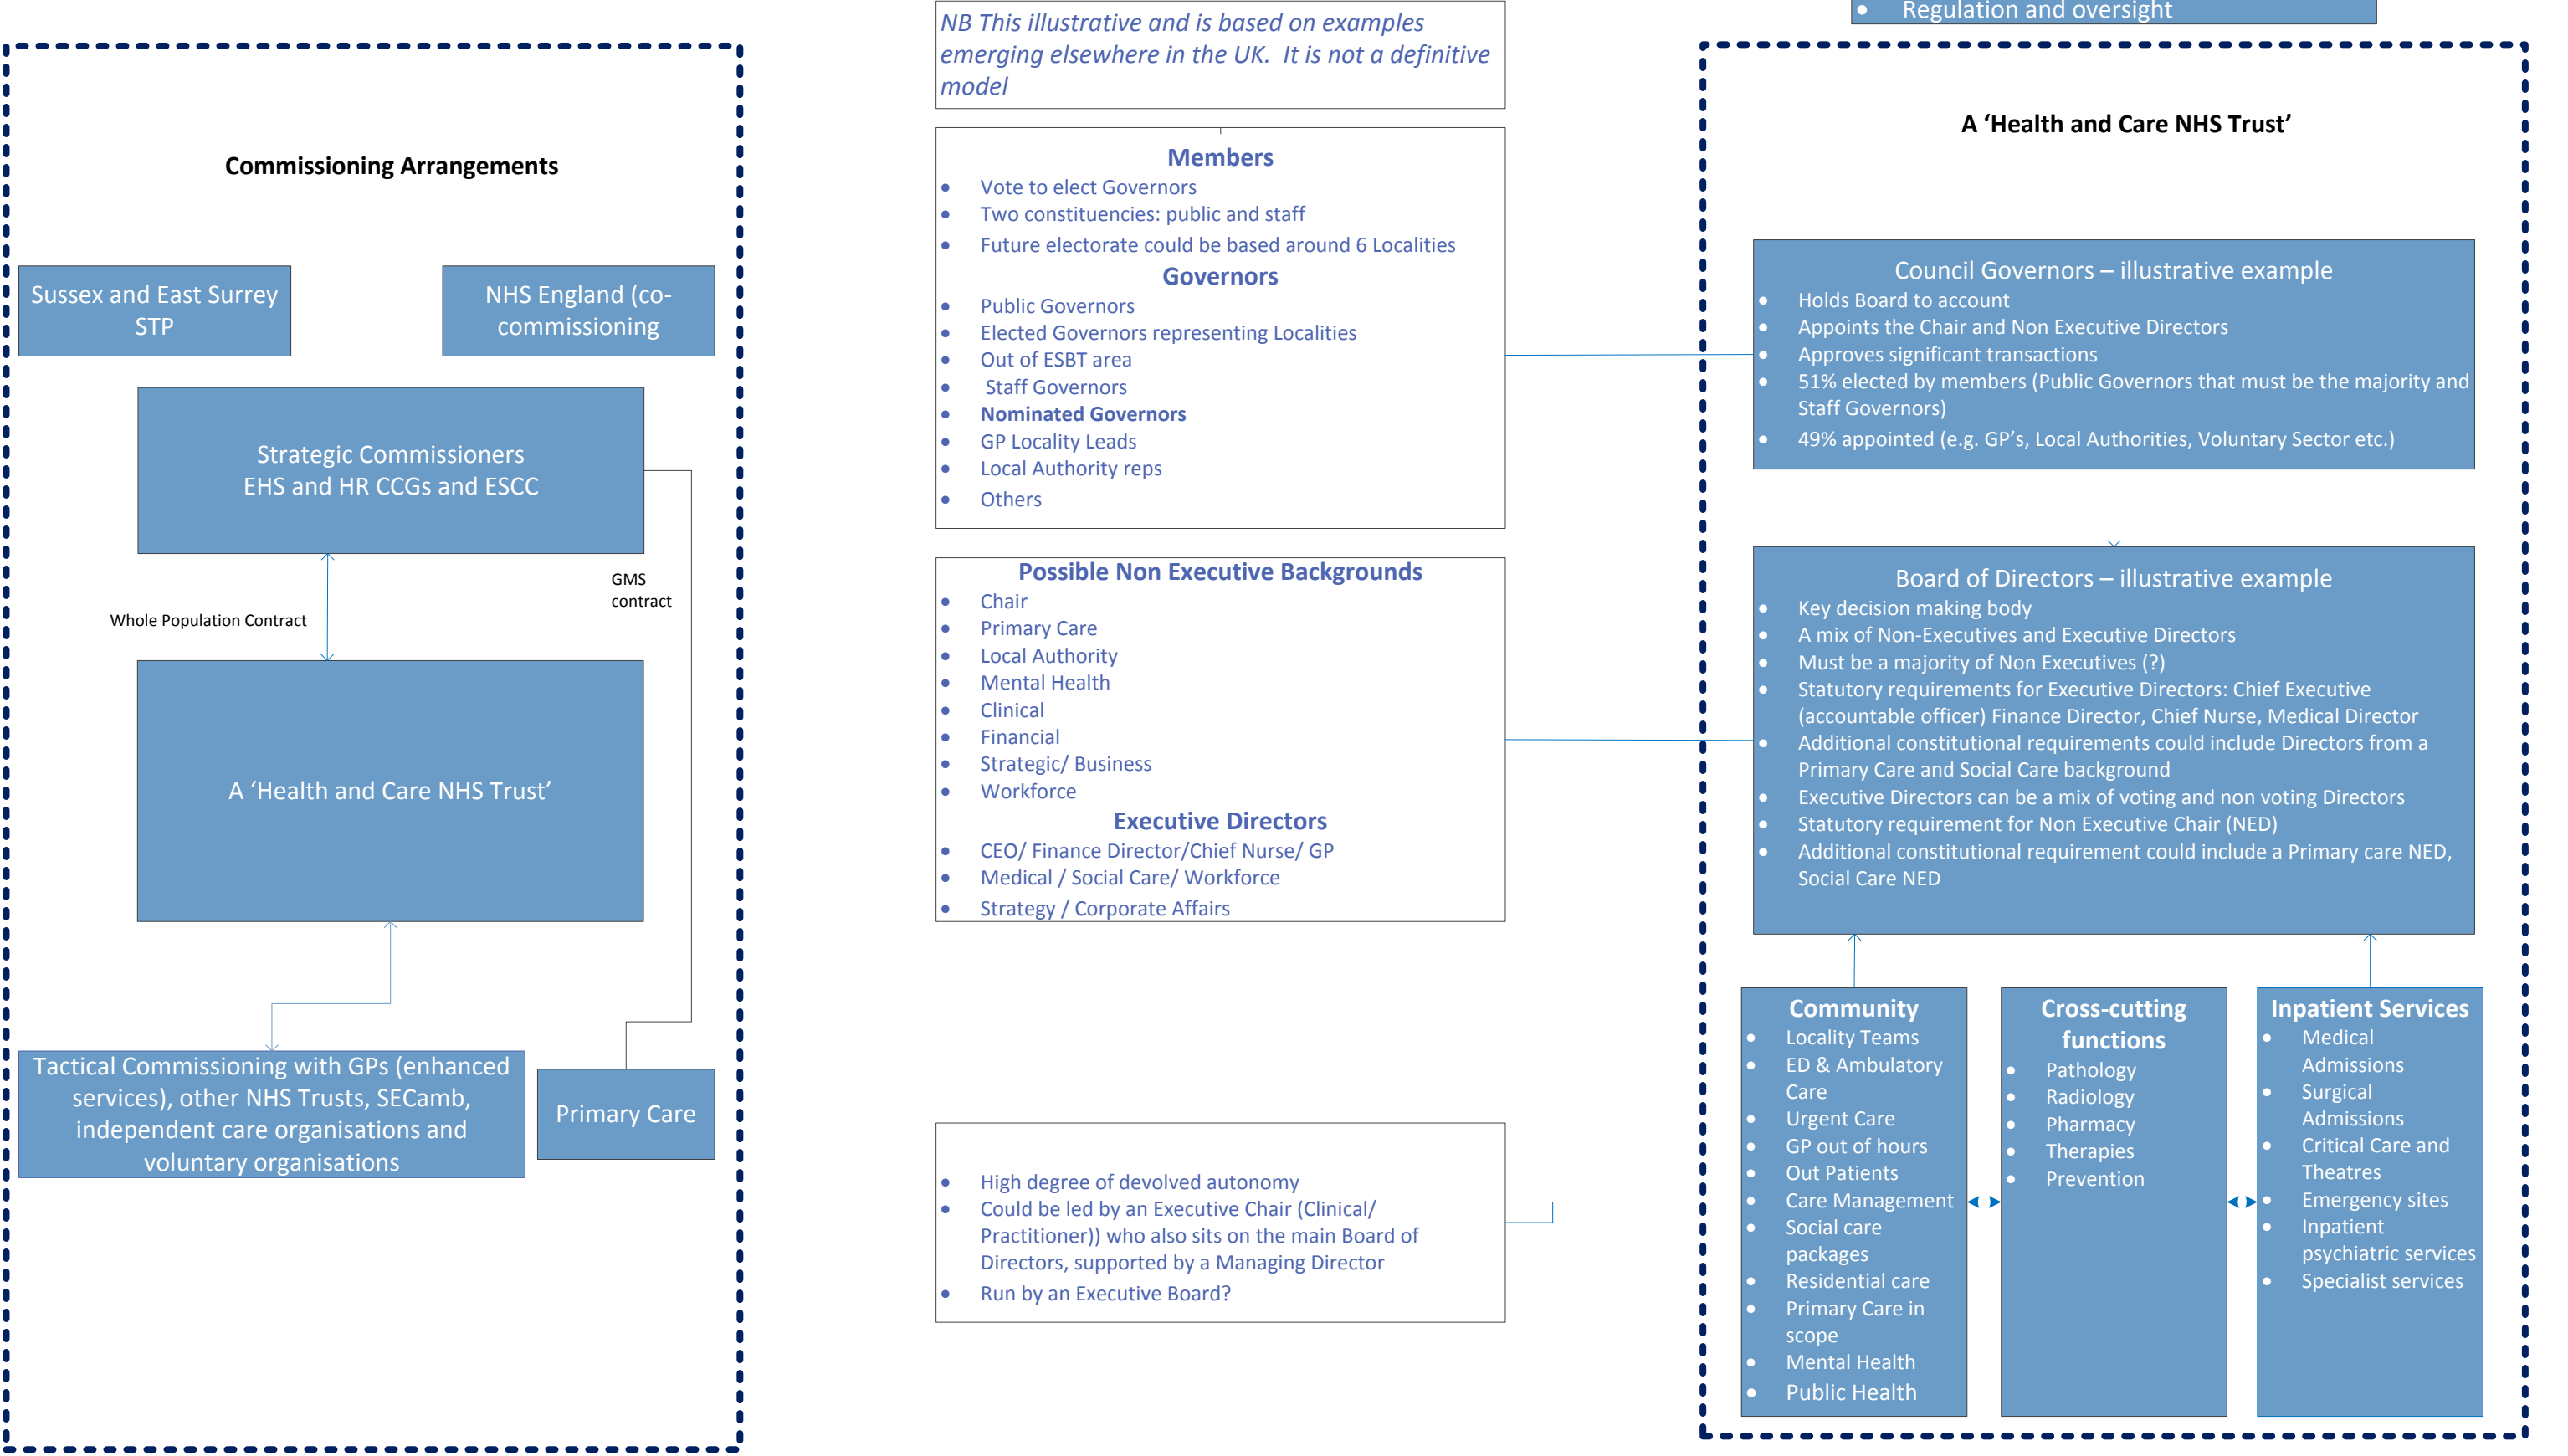 Commissioning Arrangements
Sussex and East Surrey
STP
NHS England (co-
commissioning
Strategic Commissioners
EHS and HR CCGs and ESCC
GMS
contract
Whole Population Contract
A ‘Health and Care NHS Trust’
Tactical Commissioning with GPs (enhanced
services), other NHS Trusts, SECamb,
independent care organisations and
voluntary organisations
Primary Care
NB This illustrative and is based on examples
emerging elsewhere in the UK. It is not a definitive
model
Members
• Vote to elect Governors
• Two constituencies: public and staff
• Future electorate could be based around 6 Localities
Governors
• Public Governors
• Elected Governors representing Localities
• Out of ESBT area
• Staff Governors
• Nominated Governors
• GP Locality Leads
• Local Authority reps
• Others
Possible Non Executive Backgrounds
• Chair
• Primary Care
• Local Authority
• Mental Health
• Clinical
• Financial
• Strategic/ Business
• Workforce
Executive Directors
• CEO/ Finance Director/Chief Nurse/ GP
• Medical / Social Care/ Workforce
• Strategy / Corporate Affairs
• High degree of devolved autonomy
• Could be led by an Executive Chair (Clinical/
Practitioner)) who also sits on the main Board of
Directors, supported by a Managing Director
• Run by an Executive Board?
• Regulation and oversight
A ‘Health and Care NHS Trust’
Council Governors – illustrative example
• Holds Board to account
• Appoints the Chair and Non Executive Directors
• Approves significant transactions
• 51% elected by members (Public Governors that must be the majority and
Staff Governors)
• 49% appointed (e.g. GP’s, Local Authorities, Voluntary Sector etc.)
Board of Directors – illustrative example
• Key decision making body
• A mix of Non-Executives and Executive Directors
• Must be a majority of Non Executives (?)
• Statutory requirements for Executive Directors: Chief Executive
(accountable officer) Finance Director, Chief Nurse, Medical Director
• Additional constitutional requirements could include Directors from a
Primary Care and Social Care background
• Executive Directors can be a mix of voting and non voting Directors
• Statutory requirement for Non Executive Chair (NED)
• Additional constitutional requirement could include a Primary care NED,
Social Care NED
Community
• Locality Teams
• ED & Ambulatory
Care
• Urgent Care
• GP out of hours
• Out Patients
• Care Management
• Social care
packages
• Residential care
• Primary Care in
scope
• Mental Health
• Public Health
Cross-cutting
functions
• Pathology
• Radiology
• Pharmacy
• Therapies
• Prevention
Inpatient Services
• Medical
Admissions
• Surgical
Admissions
• Critical Care and
Theatres
• Emergency sites
• Inpatient
psychiatric services
• Specialist services